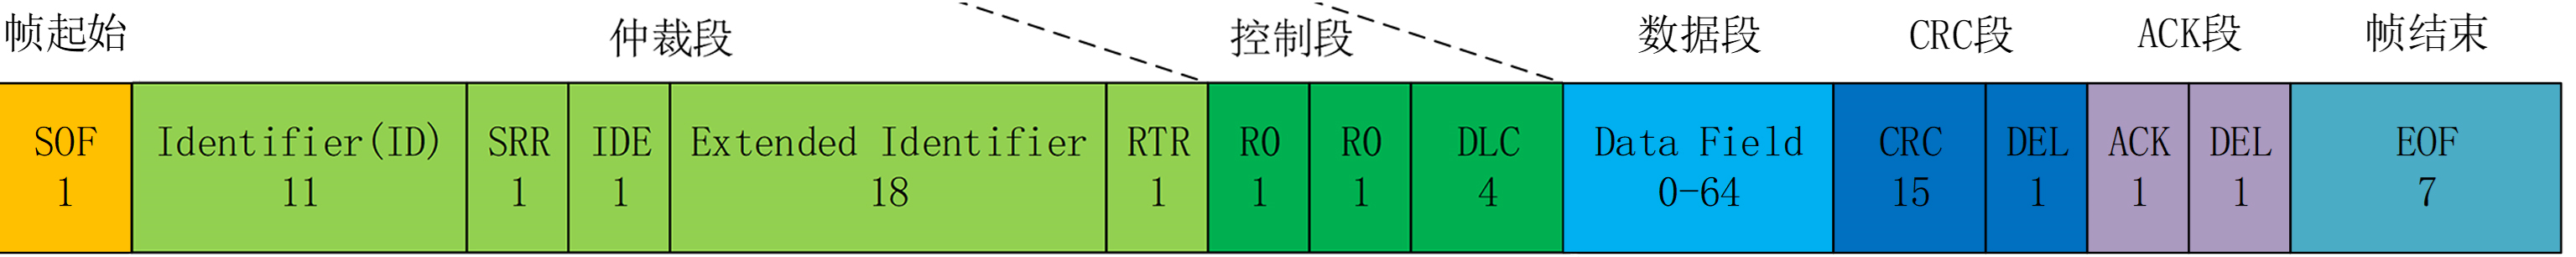 帧起始 仲裁段 控制段 数据段 CRC段 ACK段 帧结束
SOF Identifier(ID) SRR IDE Extended Identifier RTR R0 R0 DLC Data Field CRC DEL ACK DEL EOF
1 11 1 1 18 1 1 1 4 0-64 15 1 1 1 7